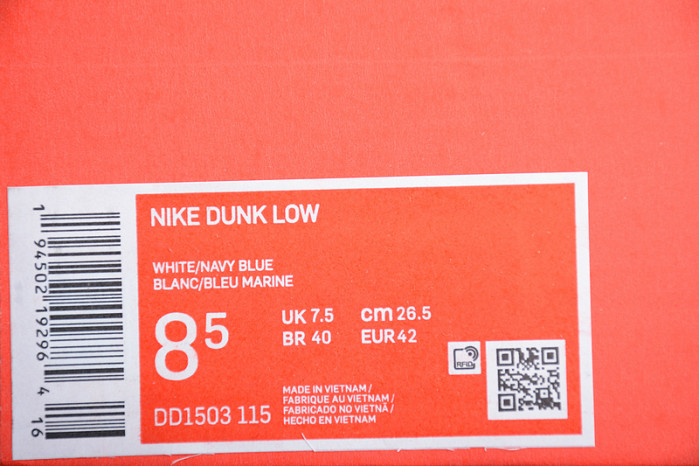 NIKE DUNK LOW
WHITE/NAVY BLUE
BLANC/BLEU MARINE
8 5
UK 7.5 cm 26.5
BR 40 EUR 42
RFID
DD1503 115
MADE IN VIETNAM /
FABRIQUE AU VIETNAM /
FABRICADO NO VIETNÃ /
HECHO EN VIETNAM
1 94502 19296 4 16